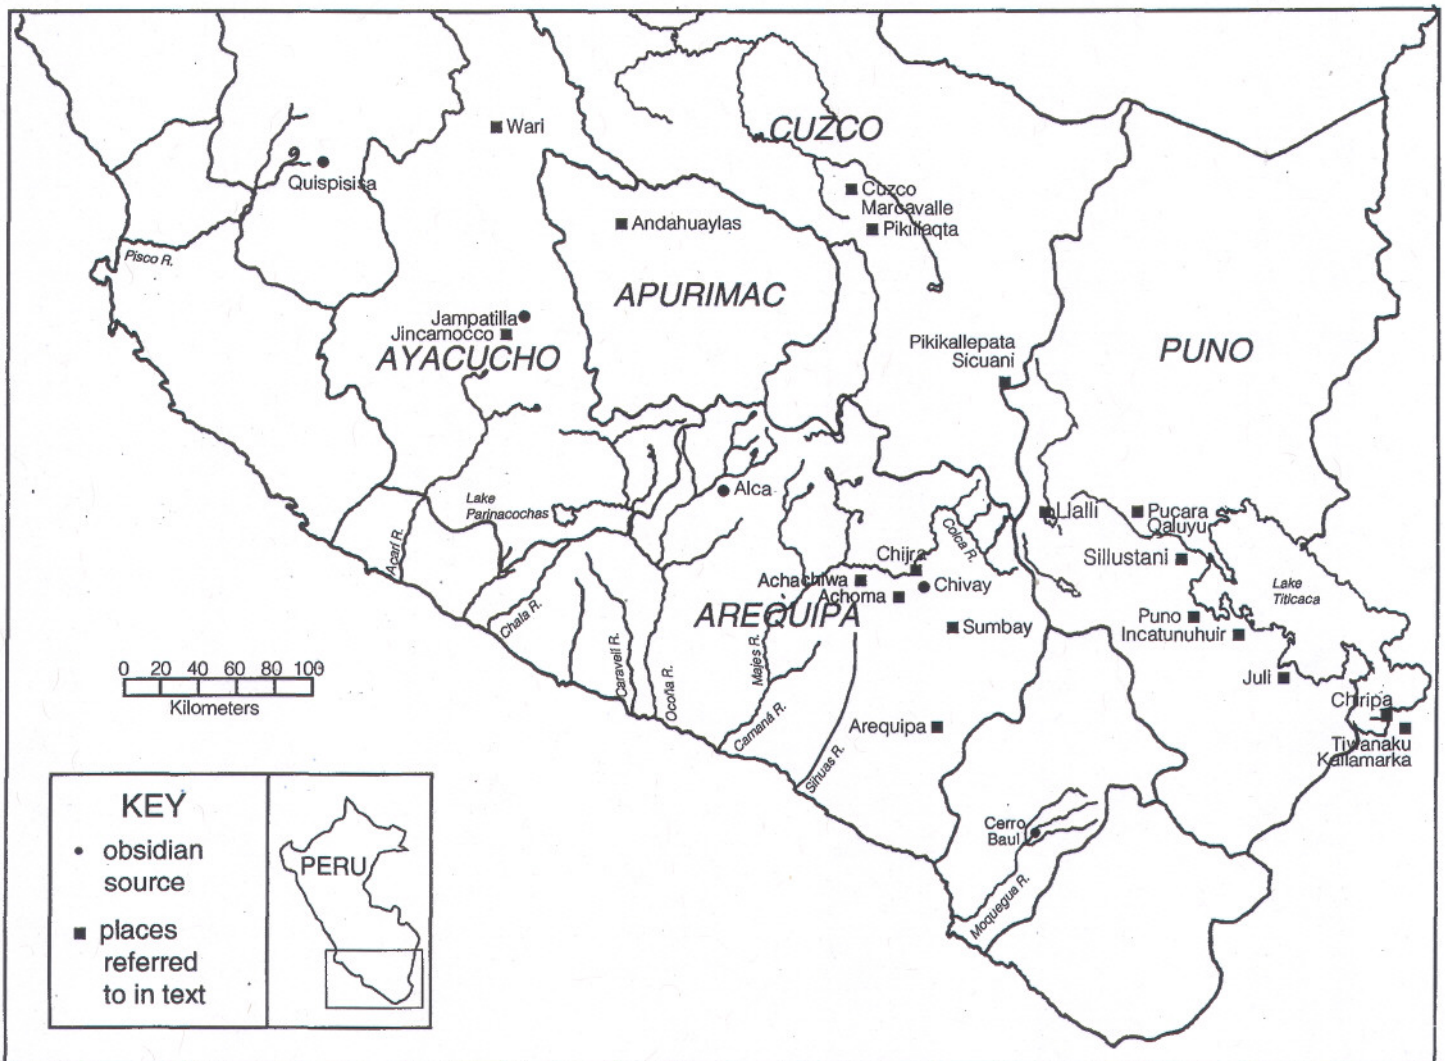 CUZCO
Wari
Quispisisa
Cuzco
Marcavalle
Pikillaqta
Andahuaylas
Pisco R.
APURIMAC
Jampatilla
Jincamocco
AYACUCHO
Pikikallepata
Sicuani
PUNO
Alca
Lake
Parinacochas
Acarí R.
Llalli
Pucara
Qaluyu
Colca R.
Chijra
Sillustani
Achachiwa
Achoma
Chivay
Lake
Titicaca
AREQUIPA
Chala R.
Sumbay
Puno
Incatunuhuir
Caravelí R.
Ocoña R.
Majes R.
Juli
0 20 40 60 80 100
Kilometers
Chiripa
Camaná R.
Arequipa
Tiwanaku
Kallamarka
Sihuas R.
Cerro
Baul
Moquegua R.
KEY
obsidian
source
places
referred
to in text
PERU